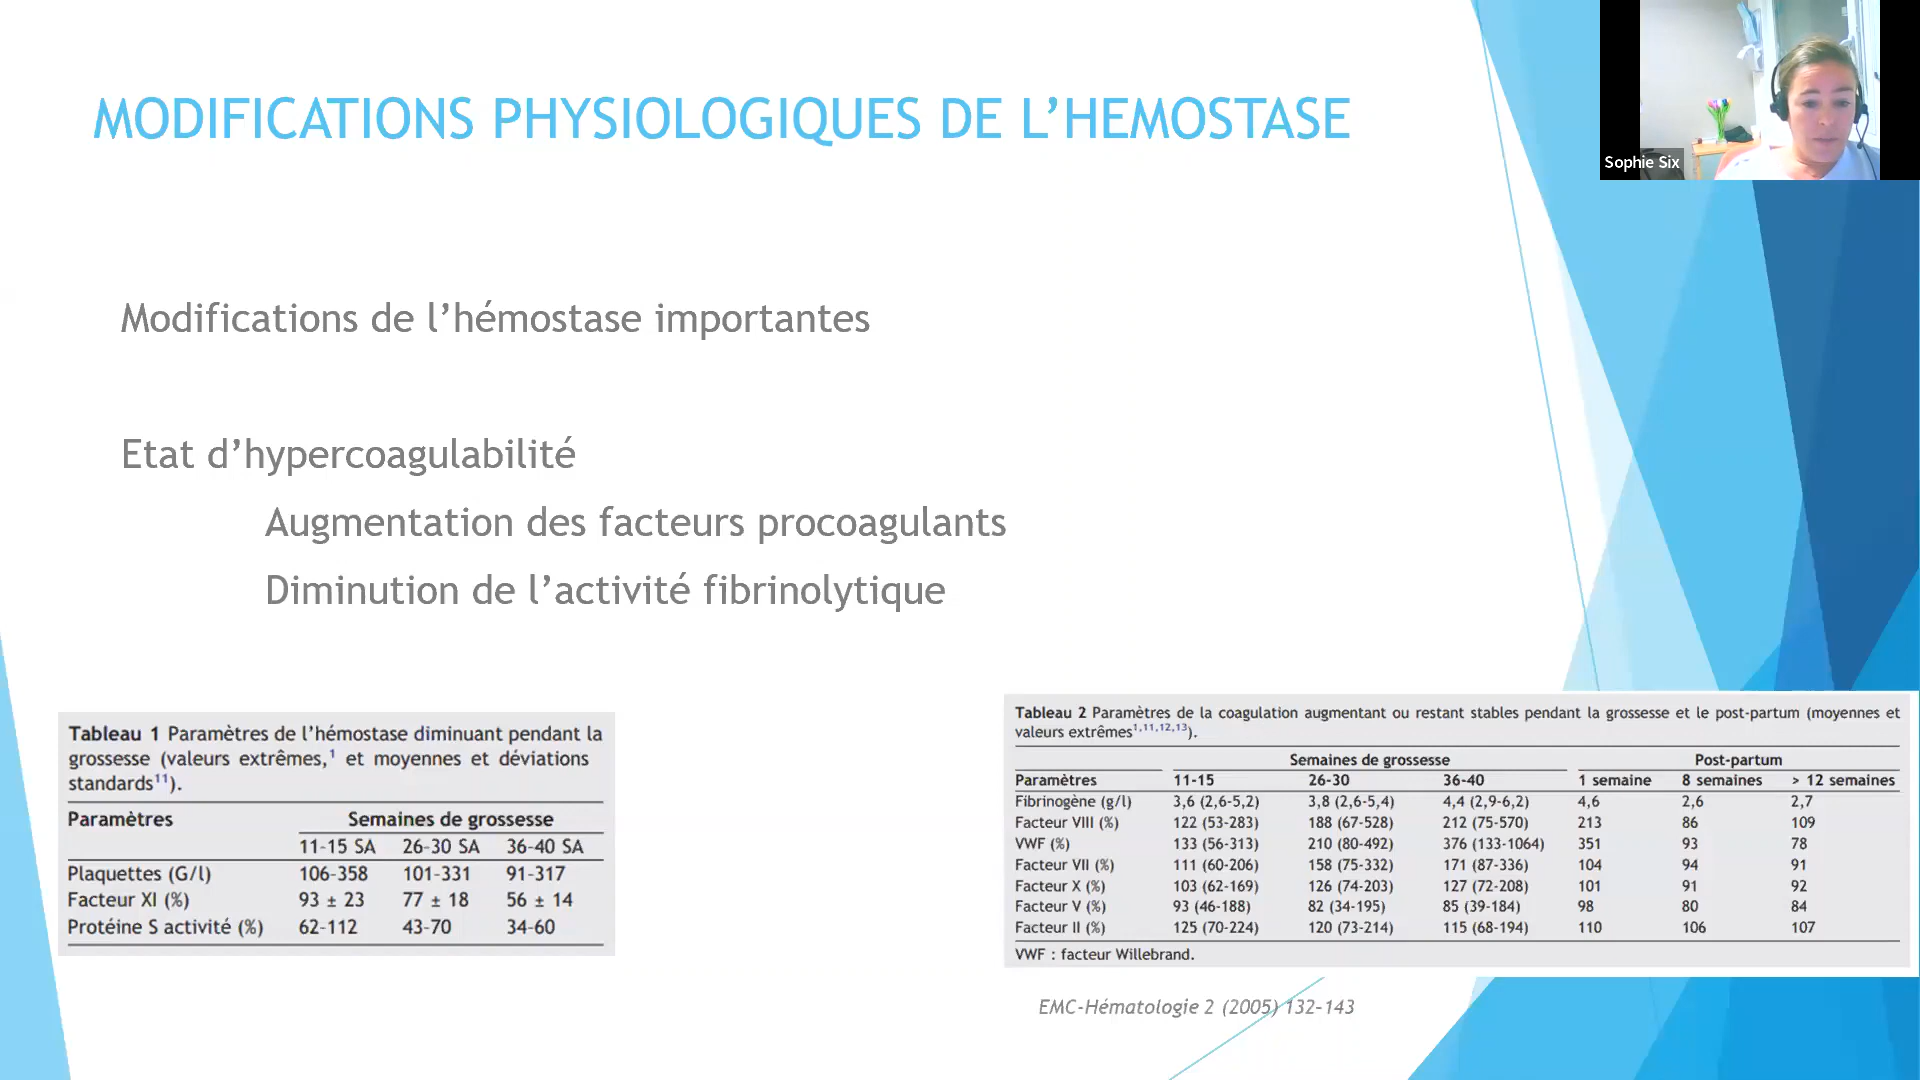 MODIFICATIONS PHYSIOLOGIQUES DE L’HEMOSTASE
Sophie Six
Modifications de l’hémostase importantes
Etat d’hypercoagulabilité
Augmentation des facteurs procoagulants
Diminution de l’activité fibrinolytique
Tableau 1 Paramètres de l’hémostase diminuant pendant la
grossesse (valeurs extrêmes,1 et moyennes et déviations
standards11).
Paramètres Semaines de grossesse
11-15 SA 26-30 SA 36-40 SA
Plaquettes (G/l) 106-358 101-331 91-317
Facteur XI (%) 93 ± 23 77 ± 18 56 ± 14
Protéine S activité (%) 62-112 43-70 34-60
Tableau 2 Paramètres de la coagulation augmentant ou restant stables pendant la grossesse et le post-partum (moyennes et
valeurs extrêmes1,11,12,13).
Semaines de grossesse Post-partum
Paramètres 11-15 26-30 36-40 1 semaine 8 semaines > 12 semaines
Fibrinogène (g/l) 3,6 (2,6-5,2) 3,8 (2,6-5,4) 4,4 (2,9-6,2) 4,6 2,6 2,7
Facteur VIII (%) 122 (53-283) 188 (67-528) 212 (75-570) 213 86 109
VWF (%) 133 (56-313) 210 (80-492) 376 (133-1064) 351 93 78
Facteur VII (%) 111 (60-206) 158 (75-332) 171 (87-336) 104 94 91
Facteur X (%) 103 (62-169) 126 (74-203) 127 (72-208) 101 91 92
Facteur V (%) 93 (46-188) 82 (34-195) 85 (39-184) 98 80 84
Facteur II (%) 125 (70-224) 120 (73-214) 115 (68-194) 110 106 107
VWF : facteur Willebrand.
EMC-Hématologie 2 (2005) 132–143